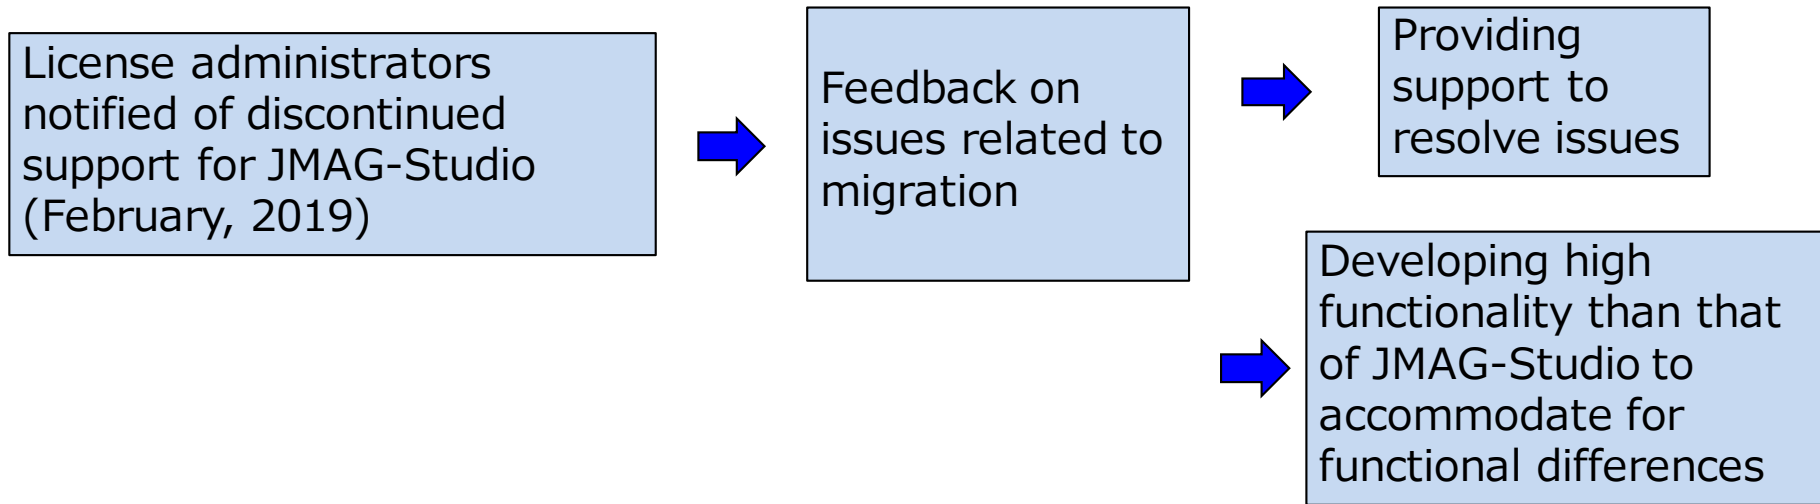 License administrators
notified of discontinued
support for JMAG-Studio
(February, 2019)
Feedback on
issues related to
migration
Providing
support to
resolve issues
Developing high
functionality than that
of JMAG-Studio to
accommodate for
functional differences